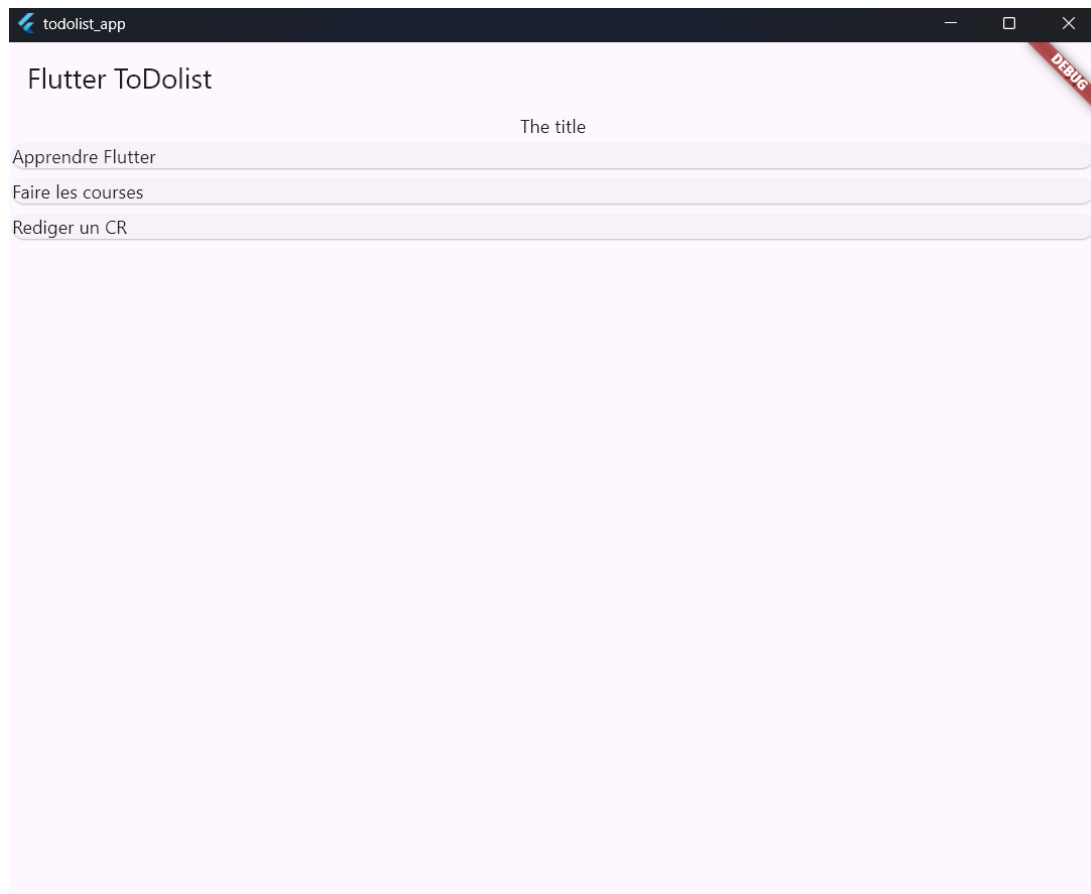 todolist_app
Flutter ToDolist
DEBUG
The title
Apprendre Flutter
Faire les courses
Rediger un CR